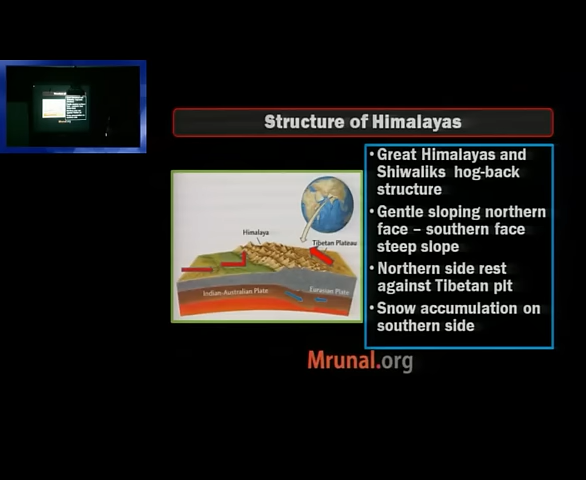 Structure of Himalayas
• Great Himalayas and
Shiwaliks hog-back
structure
• Gentle sloping northern
face – southern face
steep slope
• Northern side rest
against Tibetan pit
• Snow accumulation on
southern side
Himalaya
Tibetan Plateau
Indian-Australian Plate
Eurasian Plate
Mrunal.org